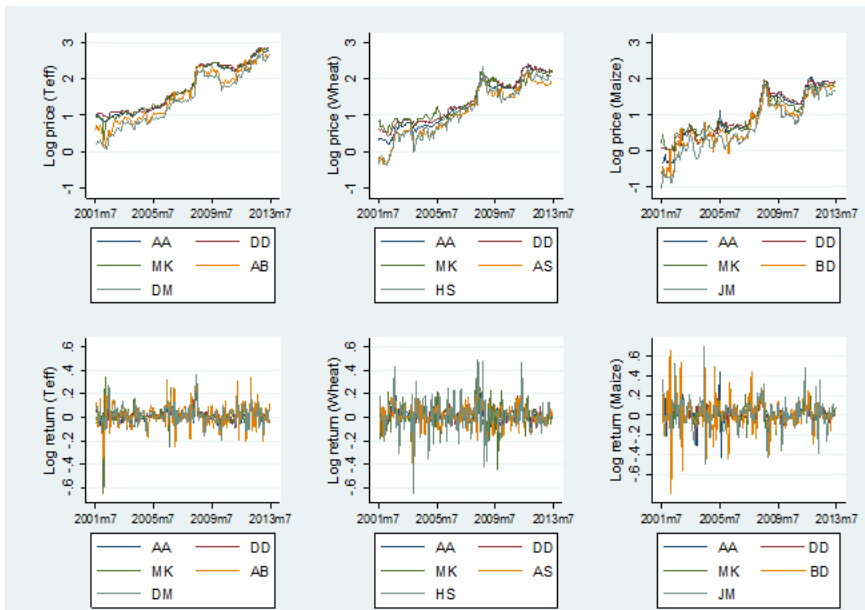 Log price (Teff)
3
2
1
0
-1
2001m7 2005m7 2009m7 2013m7
AA DD
MK AB
DM
Log price (Wheat)
3
2
1
0
-1
2001m7 2005m7 2009m7 2013m7
AA DD
MK AS
HS
Log price (Maize)
3
2
1
0
-1
2001m7 2005m7 2009m7 2013m7
AA DD
MK BD
JM
Log return (Teff)
.6
.4
.2
0
-.2
-.4
-.6
2001m7 2005m7 2009m7 2013m7
AA DD
MK AB
DM
Log return (Wheat)
.6
.4
.2
0
-.2
-.4
-.6
2001m7 2005m7 2009m7 2013m7
AA DD
MK AS
HS
Log return (Maize)
.6
.4
.2
0
-.2
-.4
-.6
2001m7 2005m7 2009m7 2013m7
AA DD
MK BD
JM